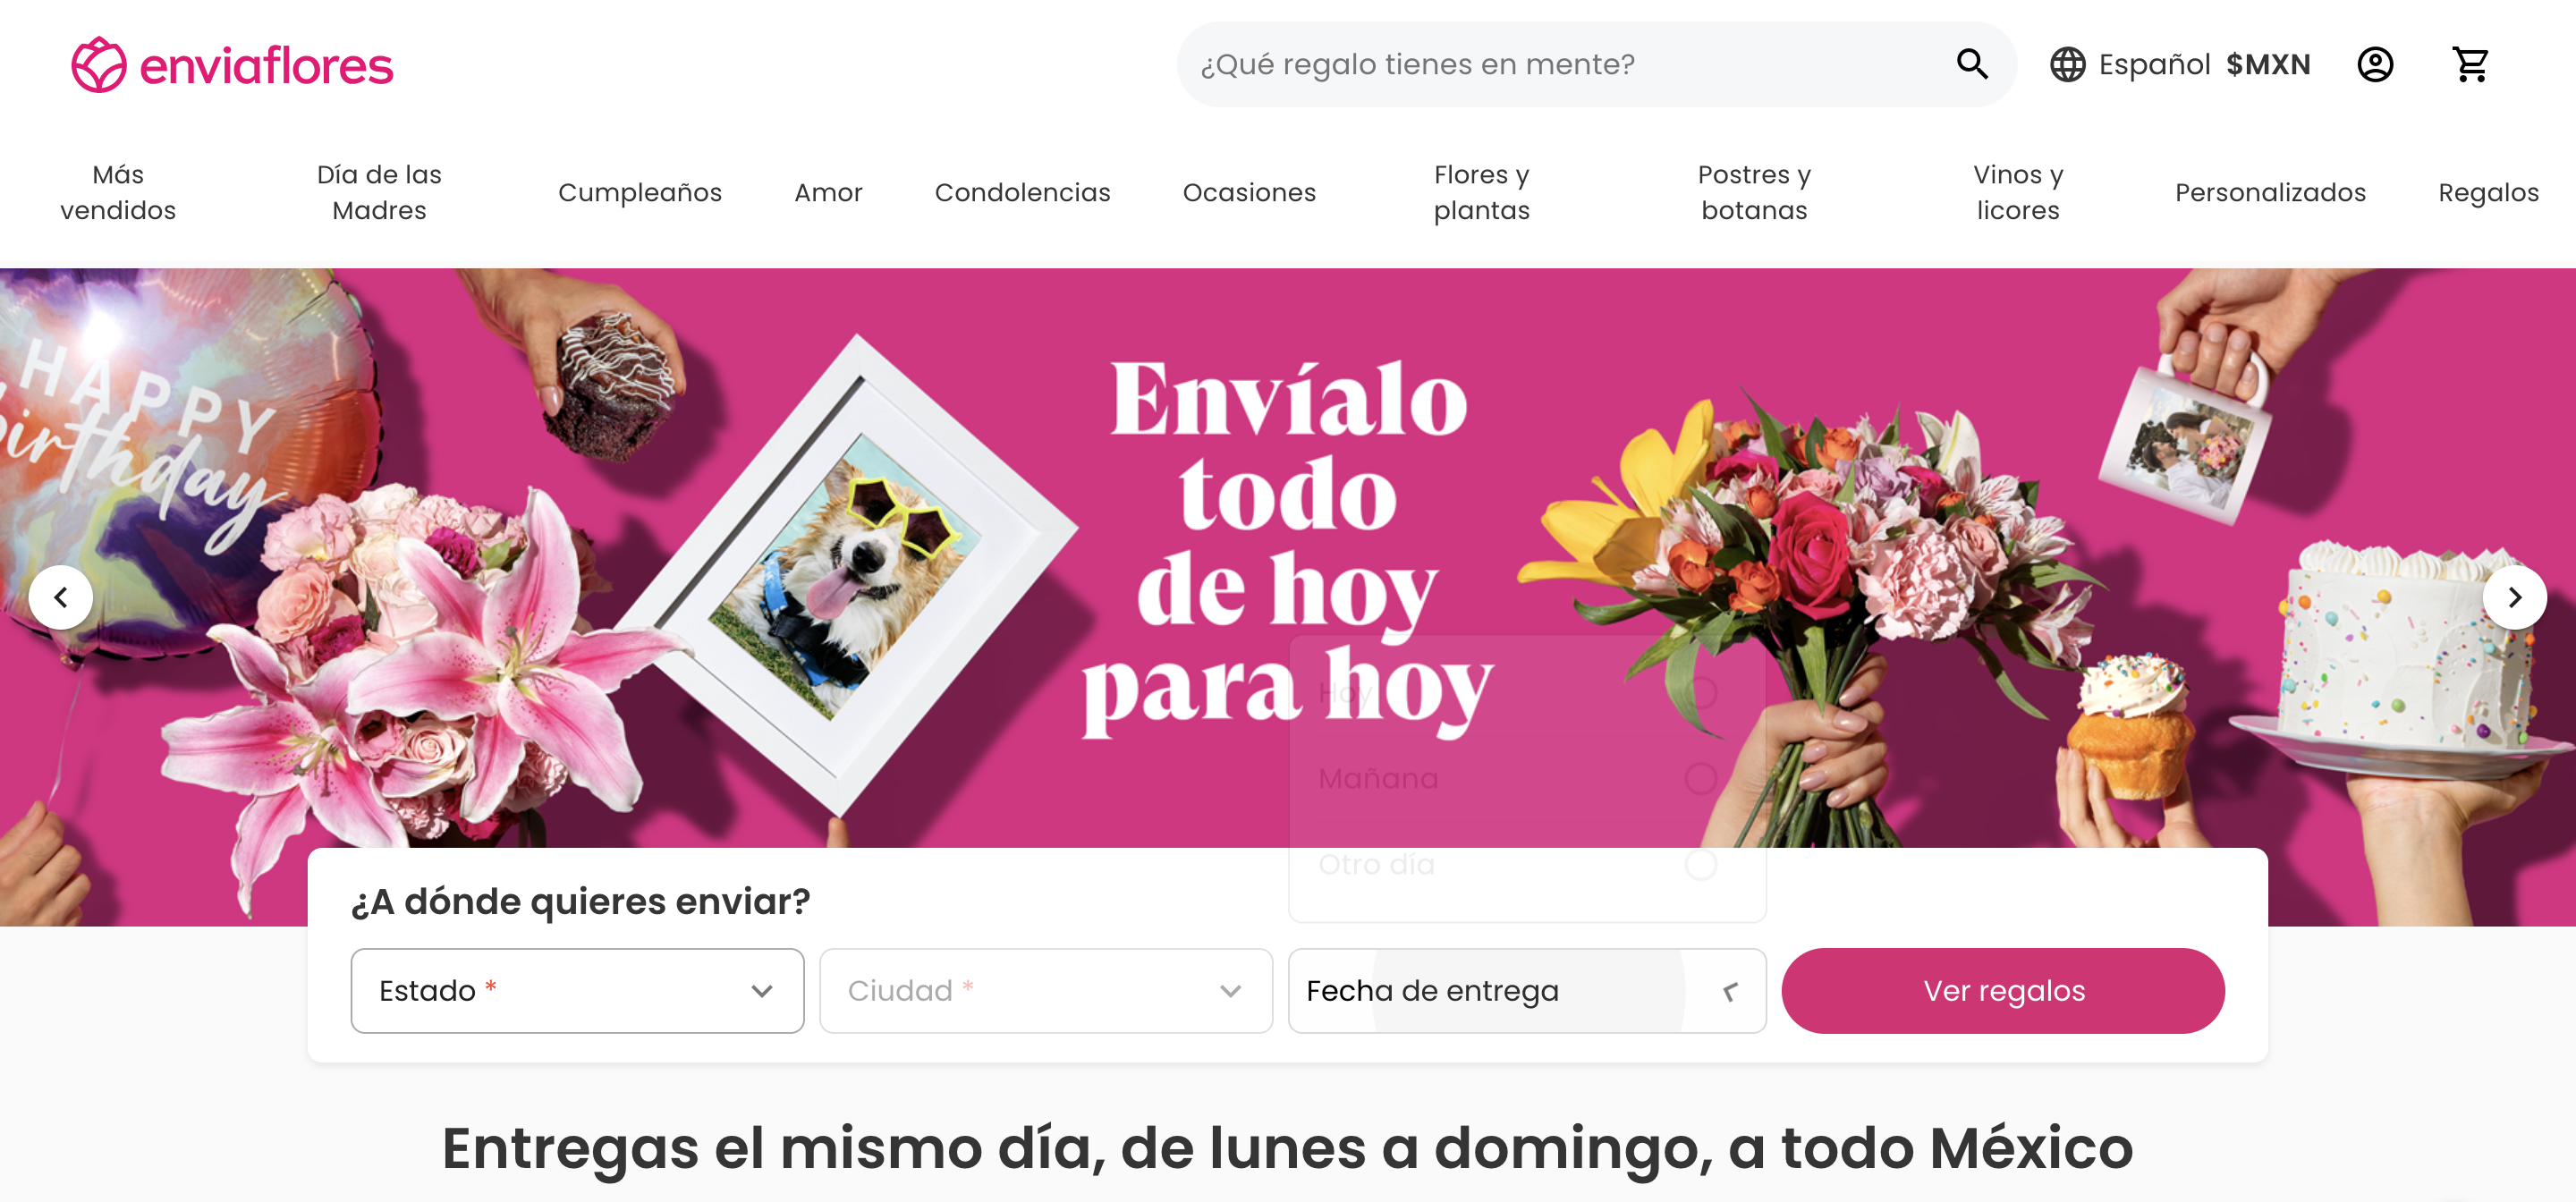 enviaflores
¿Qué regalo tienes en mente?
Español $MXN
Más
vendidos
Día de las
Madres
Cumpleaños
Amor
Condolencias
Ocasiones
Flores y
plantas
Postres y
botanas
Vinos y
licores
Personalizados
Regalos
HAPPY
birthday
Envíalo
todo
de hoy
para hoy
Hoy
Mañana
Otro día
¿A dónde quieres enviar?
Estado *
Ciudad *
Fecha de entrega
Ver regalos
Entregas el mismo día, de lunes a domingo, a todo México